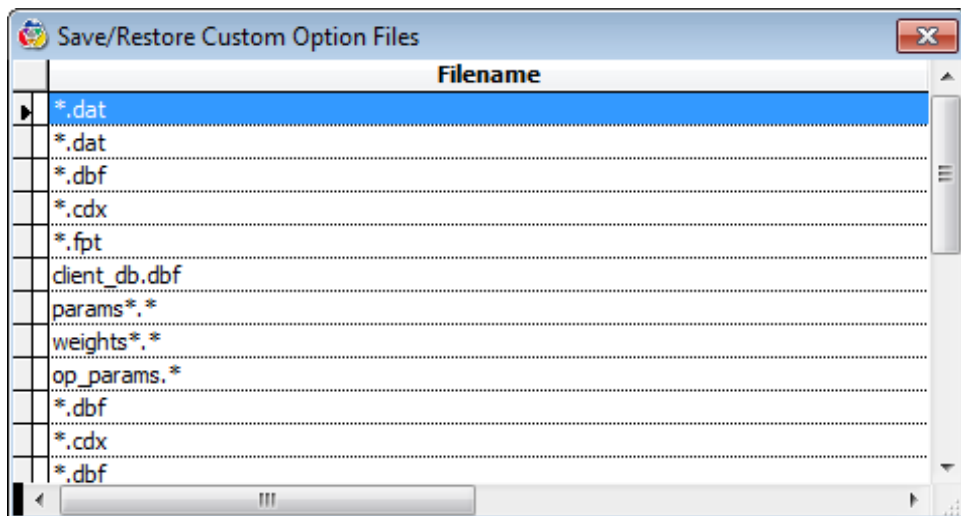 Save/Restore Custom Option Files
Filename
*.dat
*.dat
*.dbf
*.cdx
*.fpt
client_db.dbf
params*.*
weights*.*
op_params.*
*.dbf
*.cdx
*.dbf